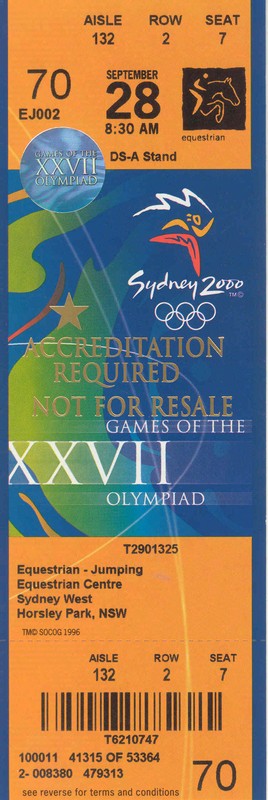 AISLE ROW SEAT
132 2 7
70
EJ002
SEPTEMBER
28
8:30 AM
equestrian
DS-A Stand
GAMES OF THE
XXVII
OLYMPIAD
Sydney 2000
TM©
ACCREDITATION
REQUIRED
NOT FOR RESALE
GAMES OF THE
XXVII
OLYMPIAD
T2901325
Equestrian - Jumping
Equestrian Centre
Sydney West
Horsley Park, NSW
TM© SOCOG 1996
AISLE ROW SEAT
132 2 7
T6210747
100011 41315 OF 53364
2- 008380 479313
70
see reverse for terms and conditions